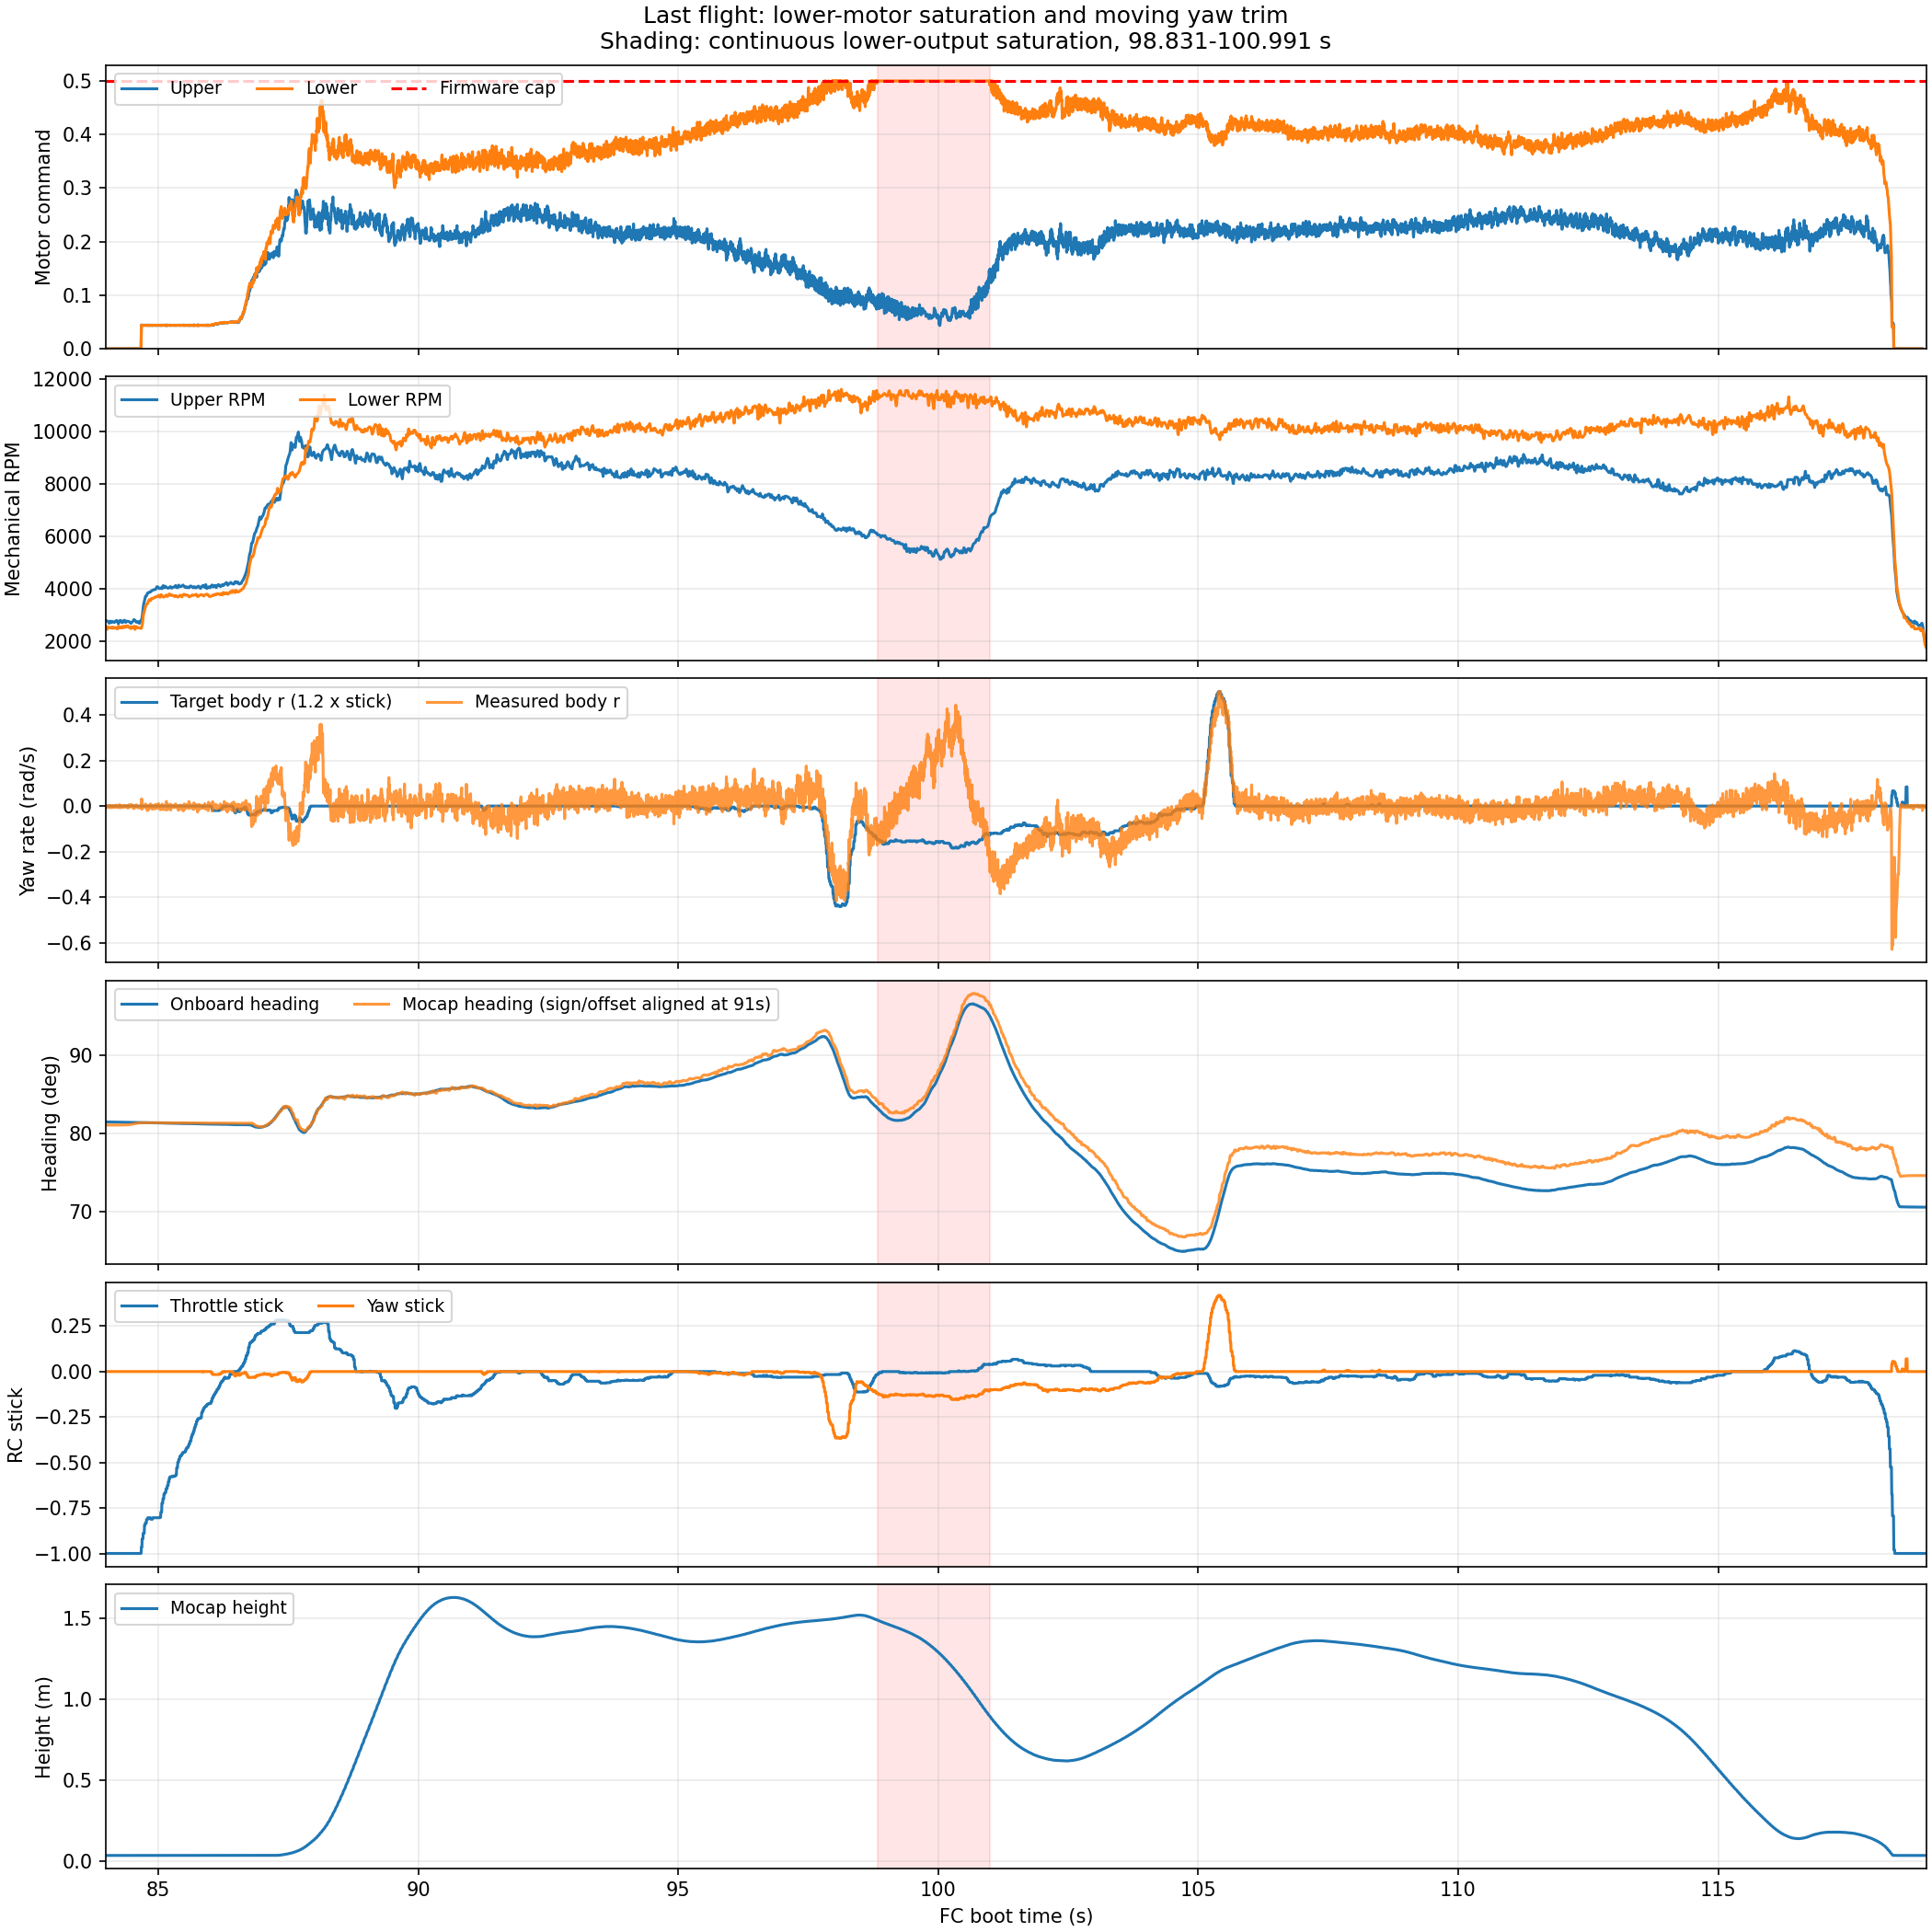 Last flight: lower-motor saturation and moving yaw trim
Shading: continuous lower-output saturation, 98.831-100.991 s
Motor command
0.5
0.4
0.3
0.2
0.1
0.0
Upper Lower Firmware cap
Mechanical RPM
12000
10000
8000
6000
4000
2000
Upper RPM Lower RPM
Yaw rate (rad/s)
0.4
0.2
0.0
−0.2
−0.4
−0.6
Target body r (1.2 x stick) Measured body r
Heading (deg)
90
80
70
Onboard heading Mocap heading (sign/offset aligned at 91s)
RC stick
0.25
0.00
−0.25
−0.50
−0.75
−1.00
Throttle stick Yaw stick
Height (m)
1.5
1.0
0.5
0.0
Mocap height
85 90 95 100 105 110 115
FC boot time (s)